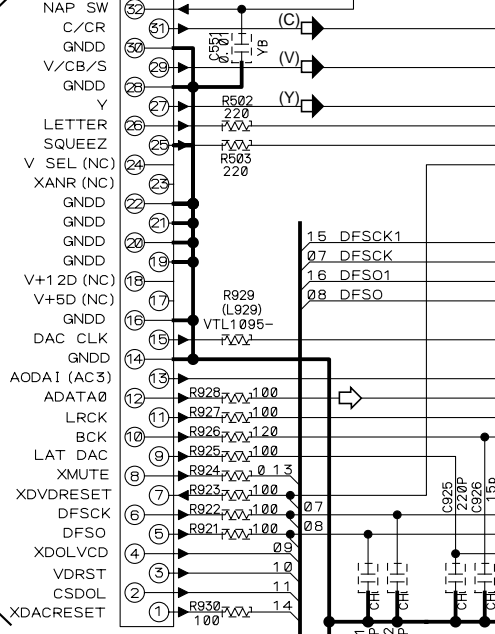 NAP SW 32
C/CR 31 (C)
GNDD 30
C551 0.01 YB
V/CB/S 29 (V)
GNDD 28
Y 27 (Y)
R502
220
LETTER 26
SQUEEZ 25
R503
220
V SEL (NC) 24
XANR (NC) 23
GNDD 22
GNDD 21
GNDD 20
GNDD 19
15 DFSCK1
07 DFSCK
16 DFSO1
08 DFSO
V+12D (NC) 18
V+5D (NC) 17
GNDD 16
R929
(L929)
VTL1095-
DAC CLK 15
GNDD 14
AODAI (AC3) 13
ADATA0 12 R928 100
LRCK 11 R927 100
BCK 10 R926 120
LAT DAC 9 R925 100
XMUTE 8 R924 0 13
XDVDRESET 7 R923 100
DFSCK 6 R922 100 07
DFSO 5 R921 100 08
XDOLVCD 4 09
VDRST 3 10
CSDOL 2 11
XDACRESET 1 R930 14
100
C925
220P
C926
15P
CH
CH
CH
CH